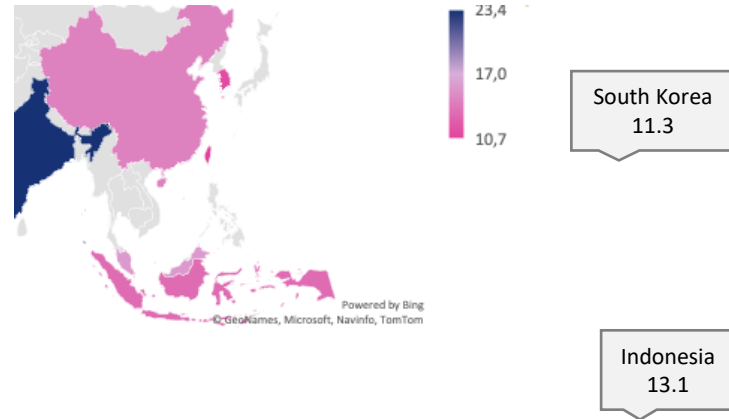 23,4
17,0
10,7
South Korea
11.3
Powered by Bing
© GeoNames, Microsoft, Navinfo, TomTom
Indonesia
13.1